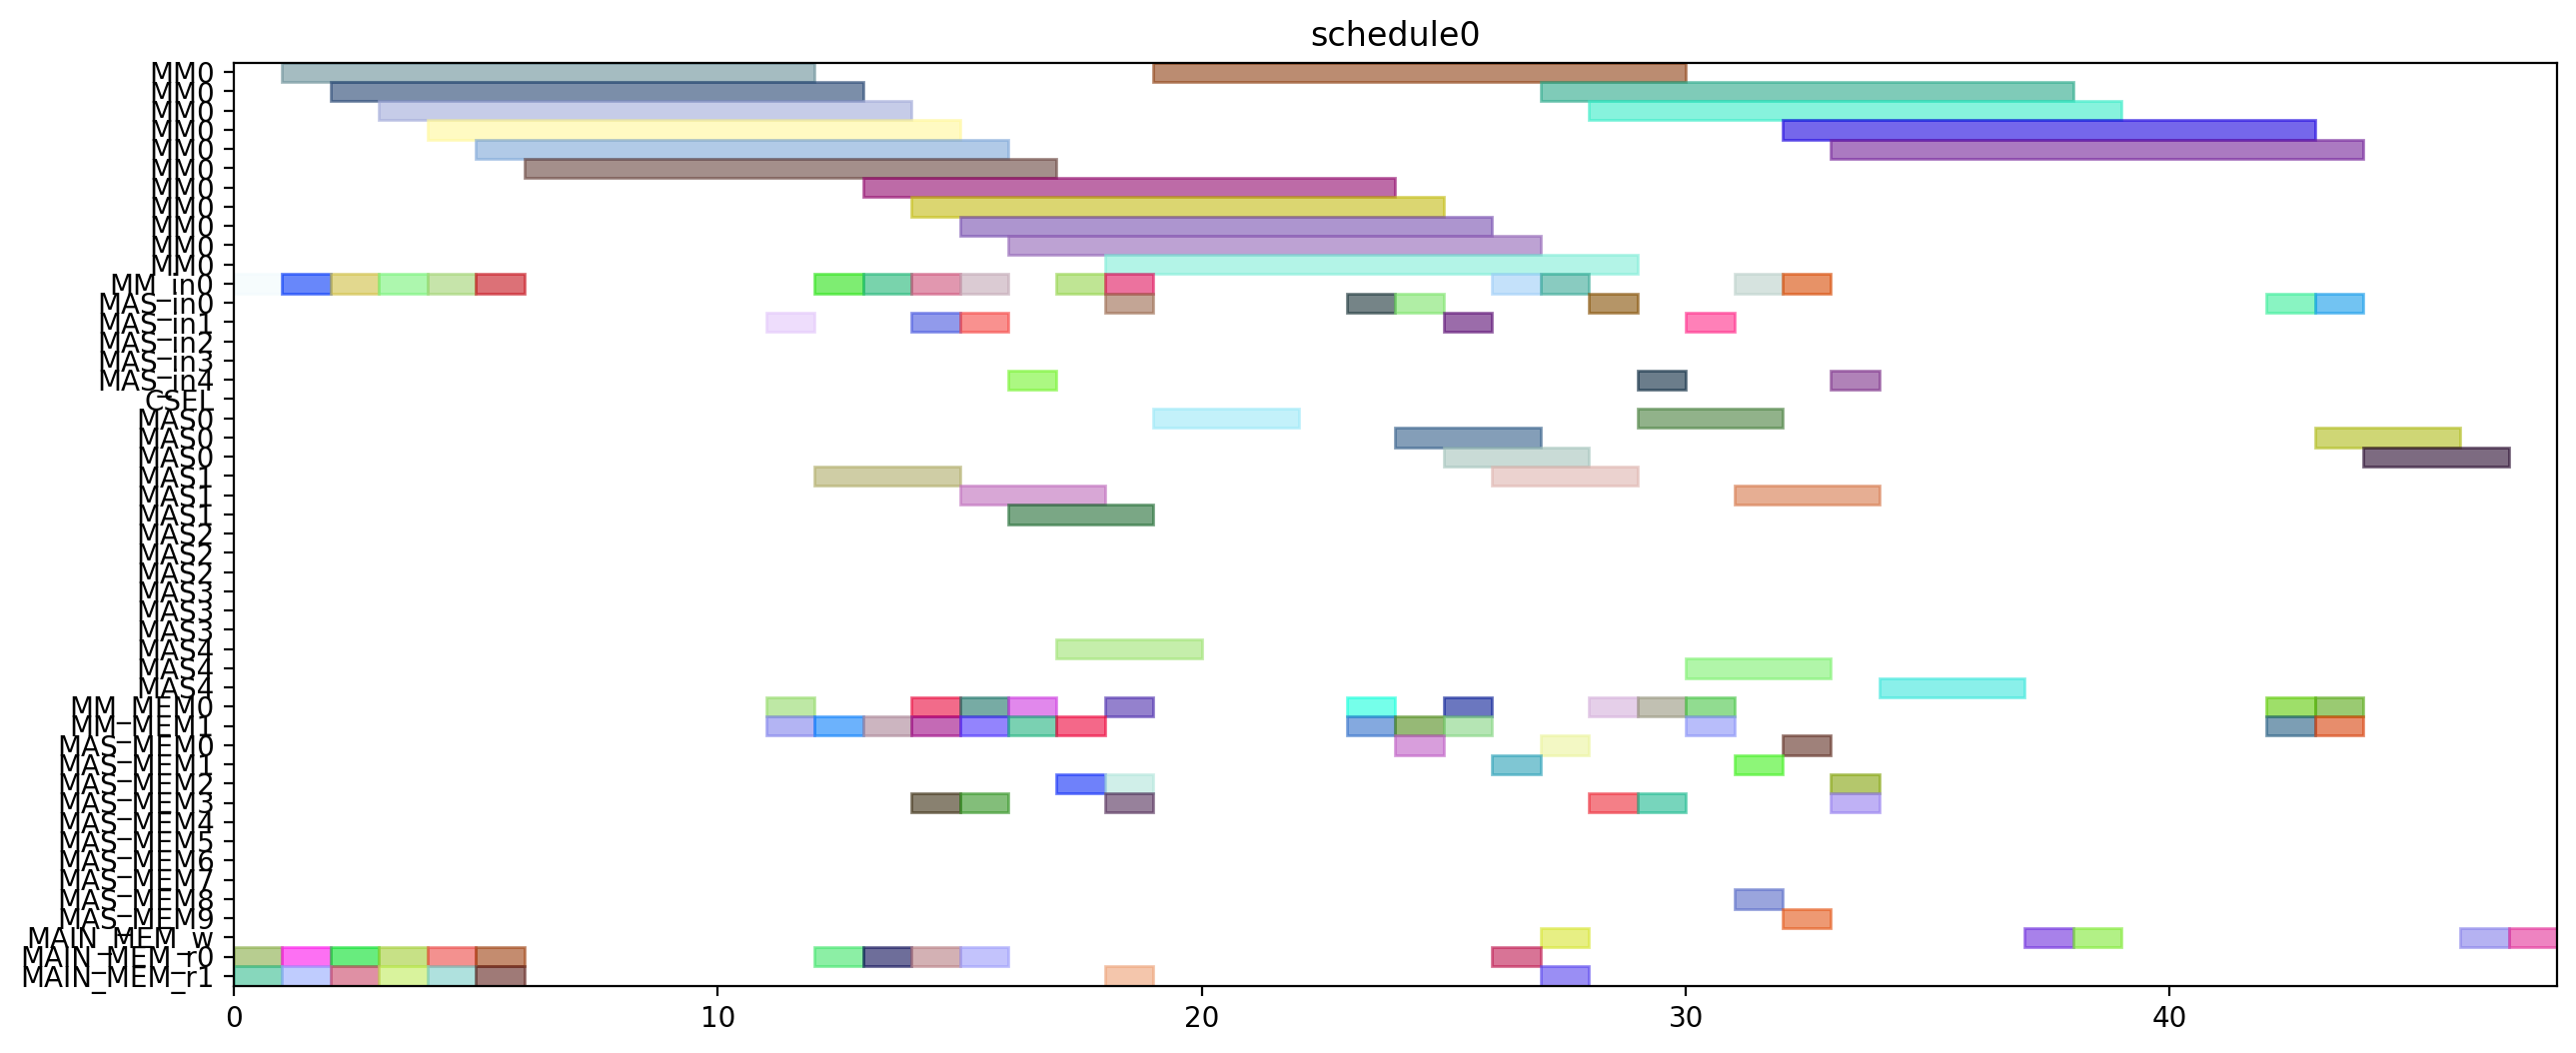 schedule0
MM0
MM0
MM0
MM0
MM0
MM0
MM0
MM0
MM0
MM0
MM0
MM_in0
MAS_in0
MAS_in1
MAS_in2
MAS_in3
MAS_in4
CSEL
MAS0
MAS0
MAS0
MAS1
MAS1
MAS1
MAS2
MAS2
MAS2
MAS3
MAS3
MAS3
MAS4
MAS4
MAS4
MM_MEM0
MM_MEM1
MAS_MEM0
MAS_MEM1
MAS_MEM2
MAS_MEM3
MAS_MEM4
MAS_MEM5
MAS_MEM6
MAS_MEM7
MAS_MEM8
MAS_MEM9
MAIN_MEM_w
MAIN_MEM_r0
MAIN_MEM_r1
0 10 20 30 40